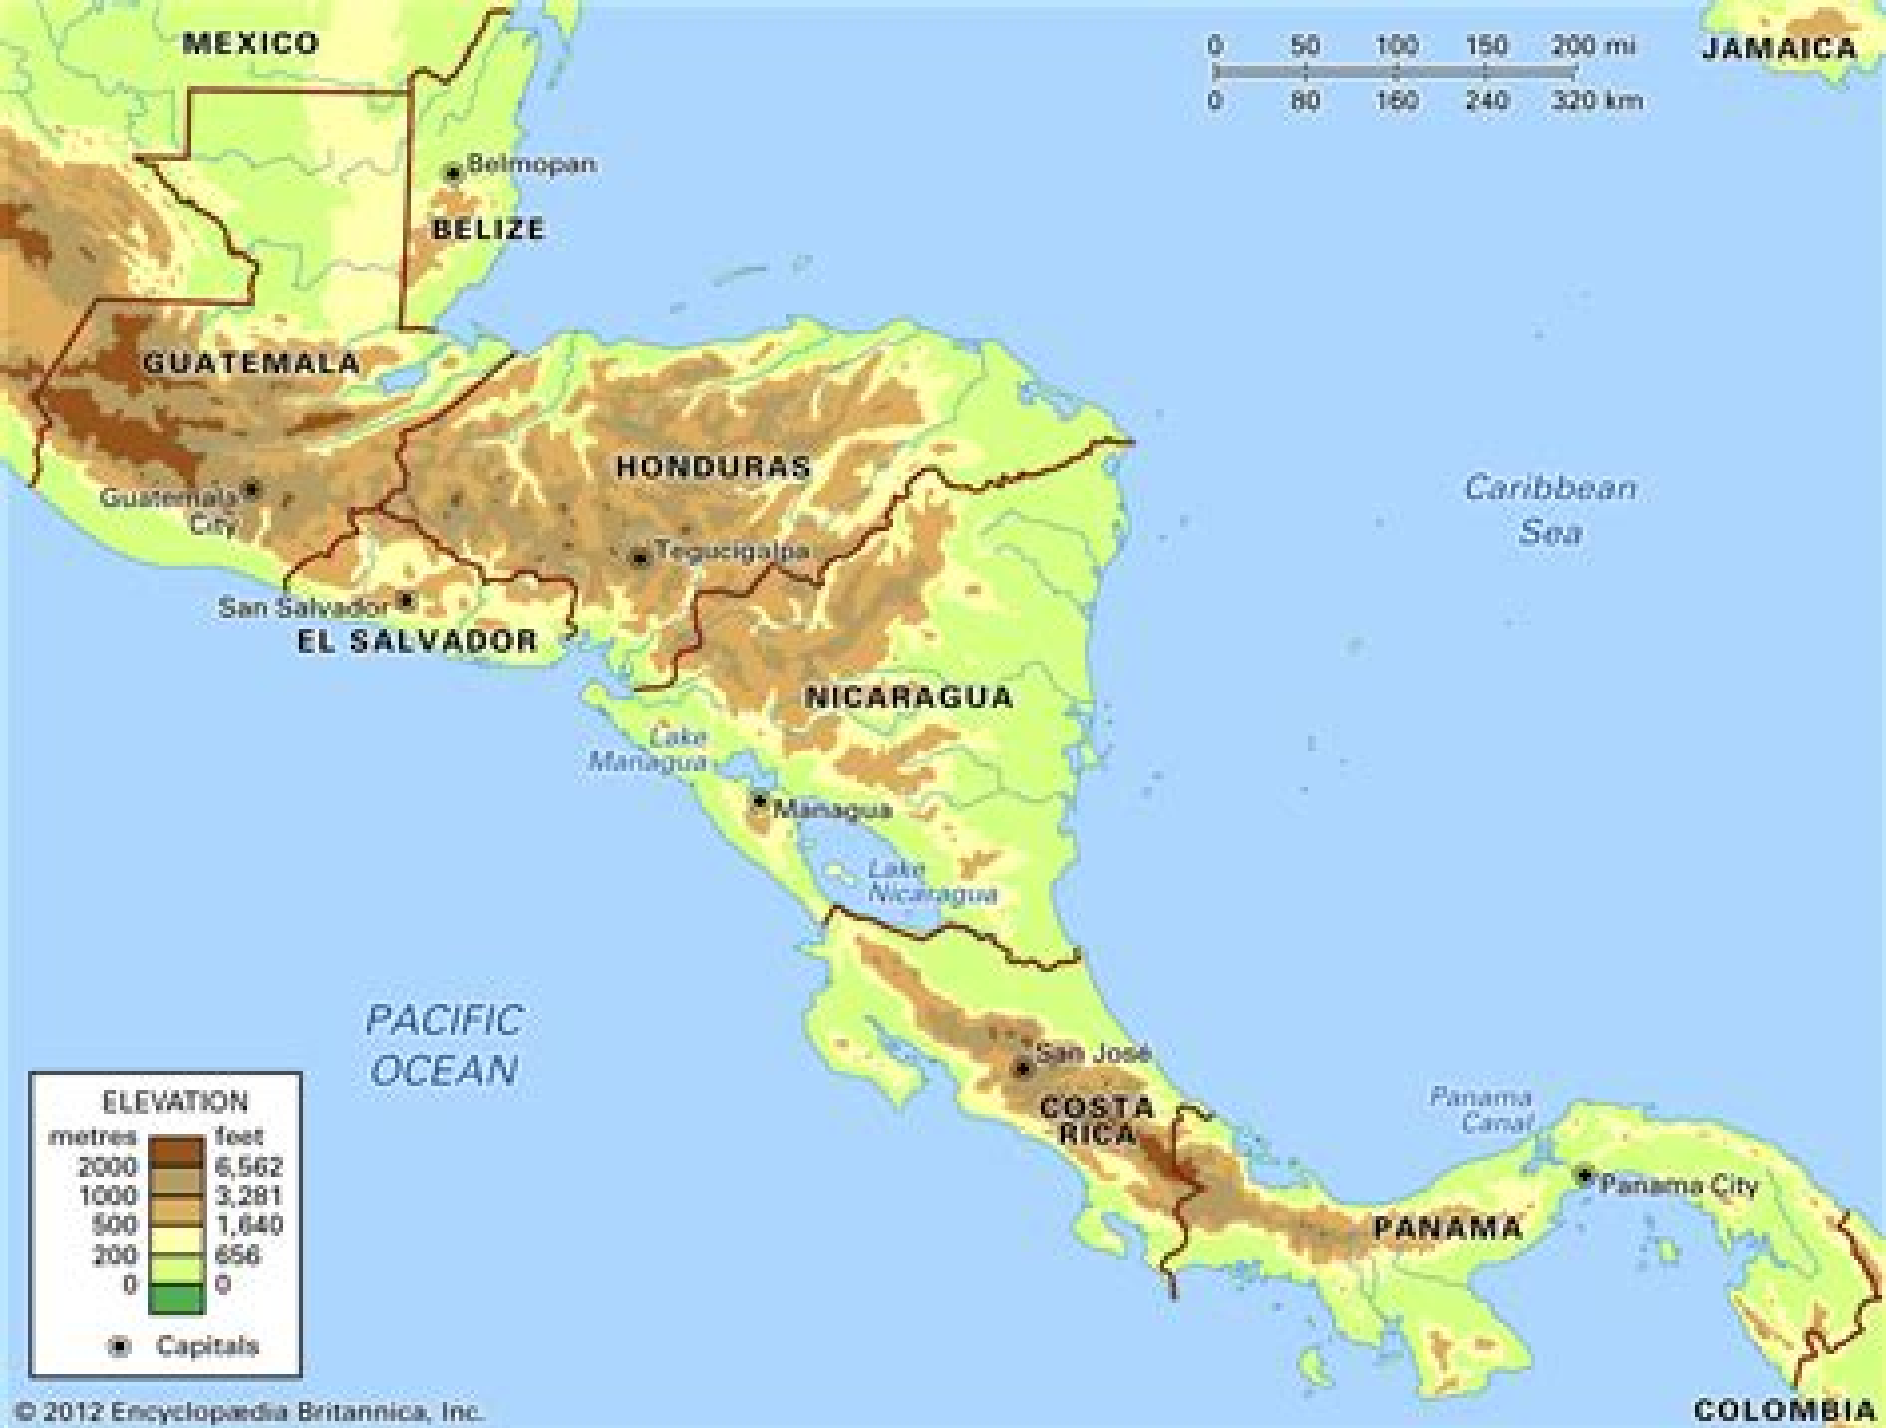 MEXICO
0 50 100 150 200 mi
0 80 160 240 320 km
JAMAICA
Belmopan
BELIZE
GUATEMALA
HONDURAS
Guatemala
City
Tegucigalpa
Caribbean
Sea
San Salvador
EL SALVADOR
NICARAGUA
Lake
Managua
Managua
Lake
Nicaragua
PACIFIC
OCEAN
San José
COSTA
RICA
Panama
Canal
Panama City
PANAMA
ELEVATION
metres feet
2000 6,562
1000 3,281
500 1,640
200 656
0 0
Capitals
COLOMBIA
© 2012 Encyclopædia Britannica, Inc.